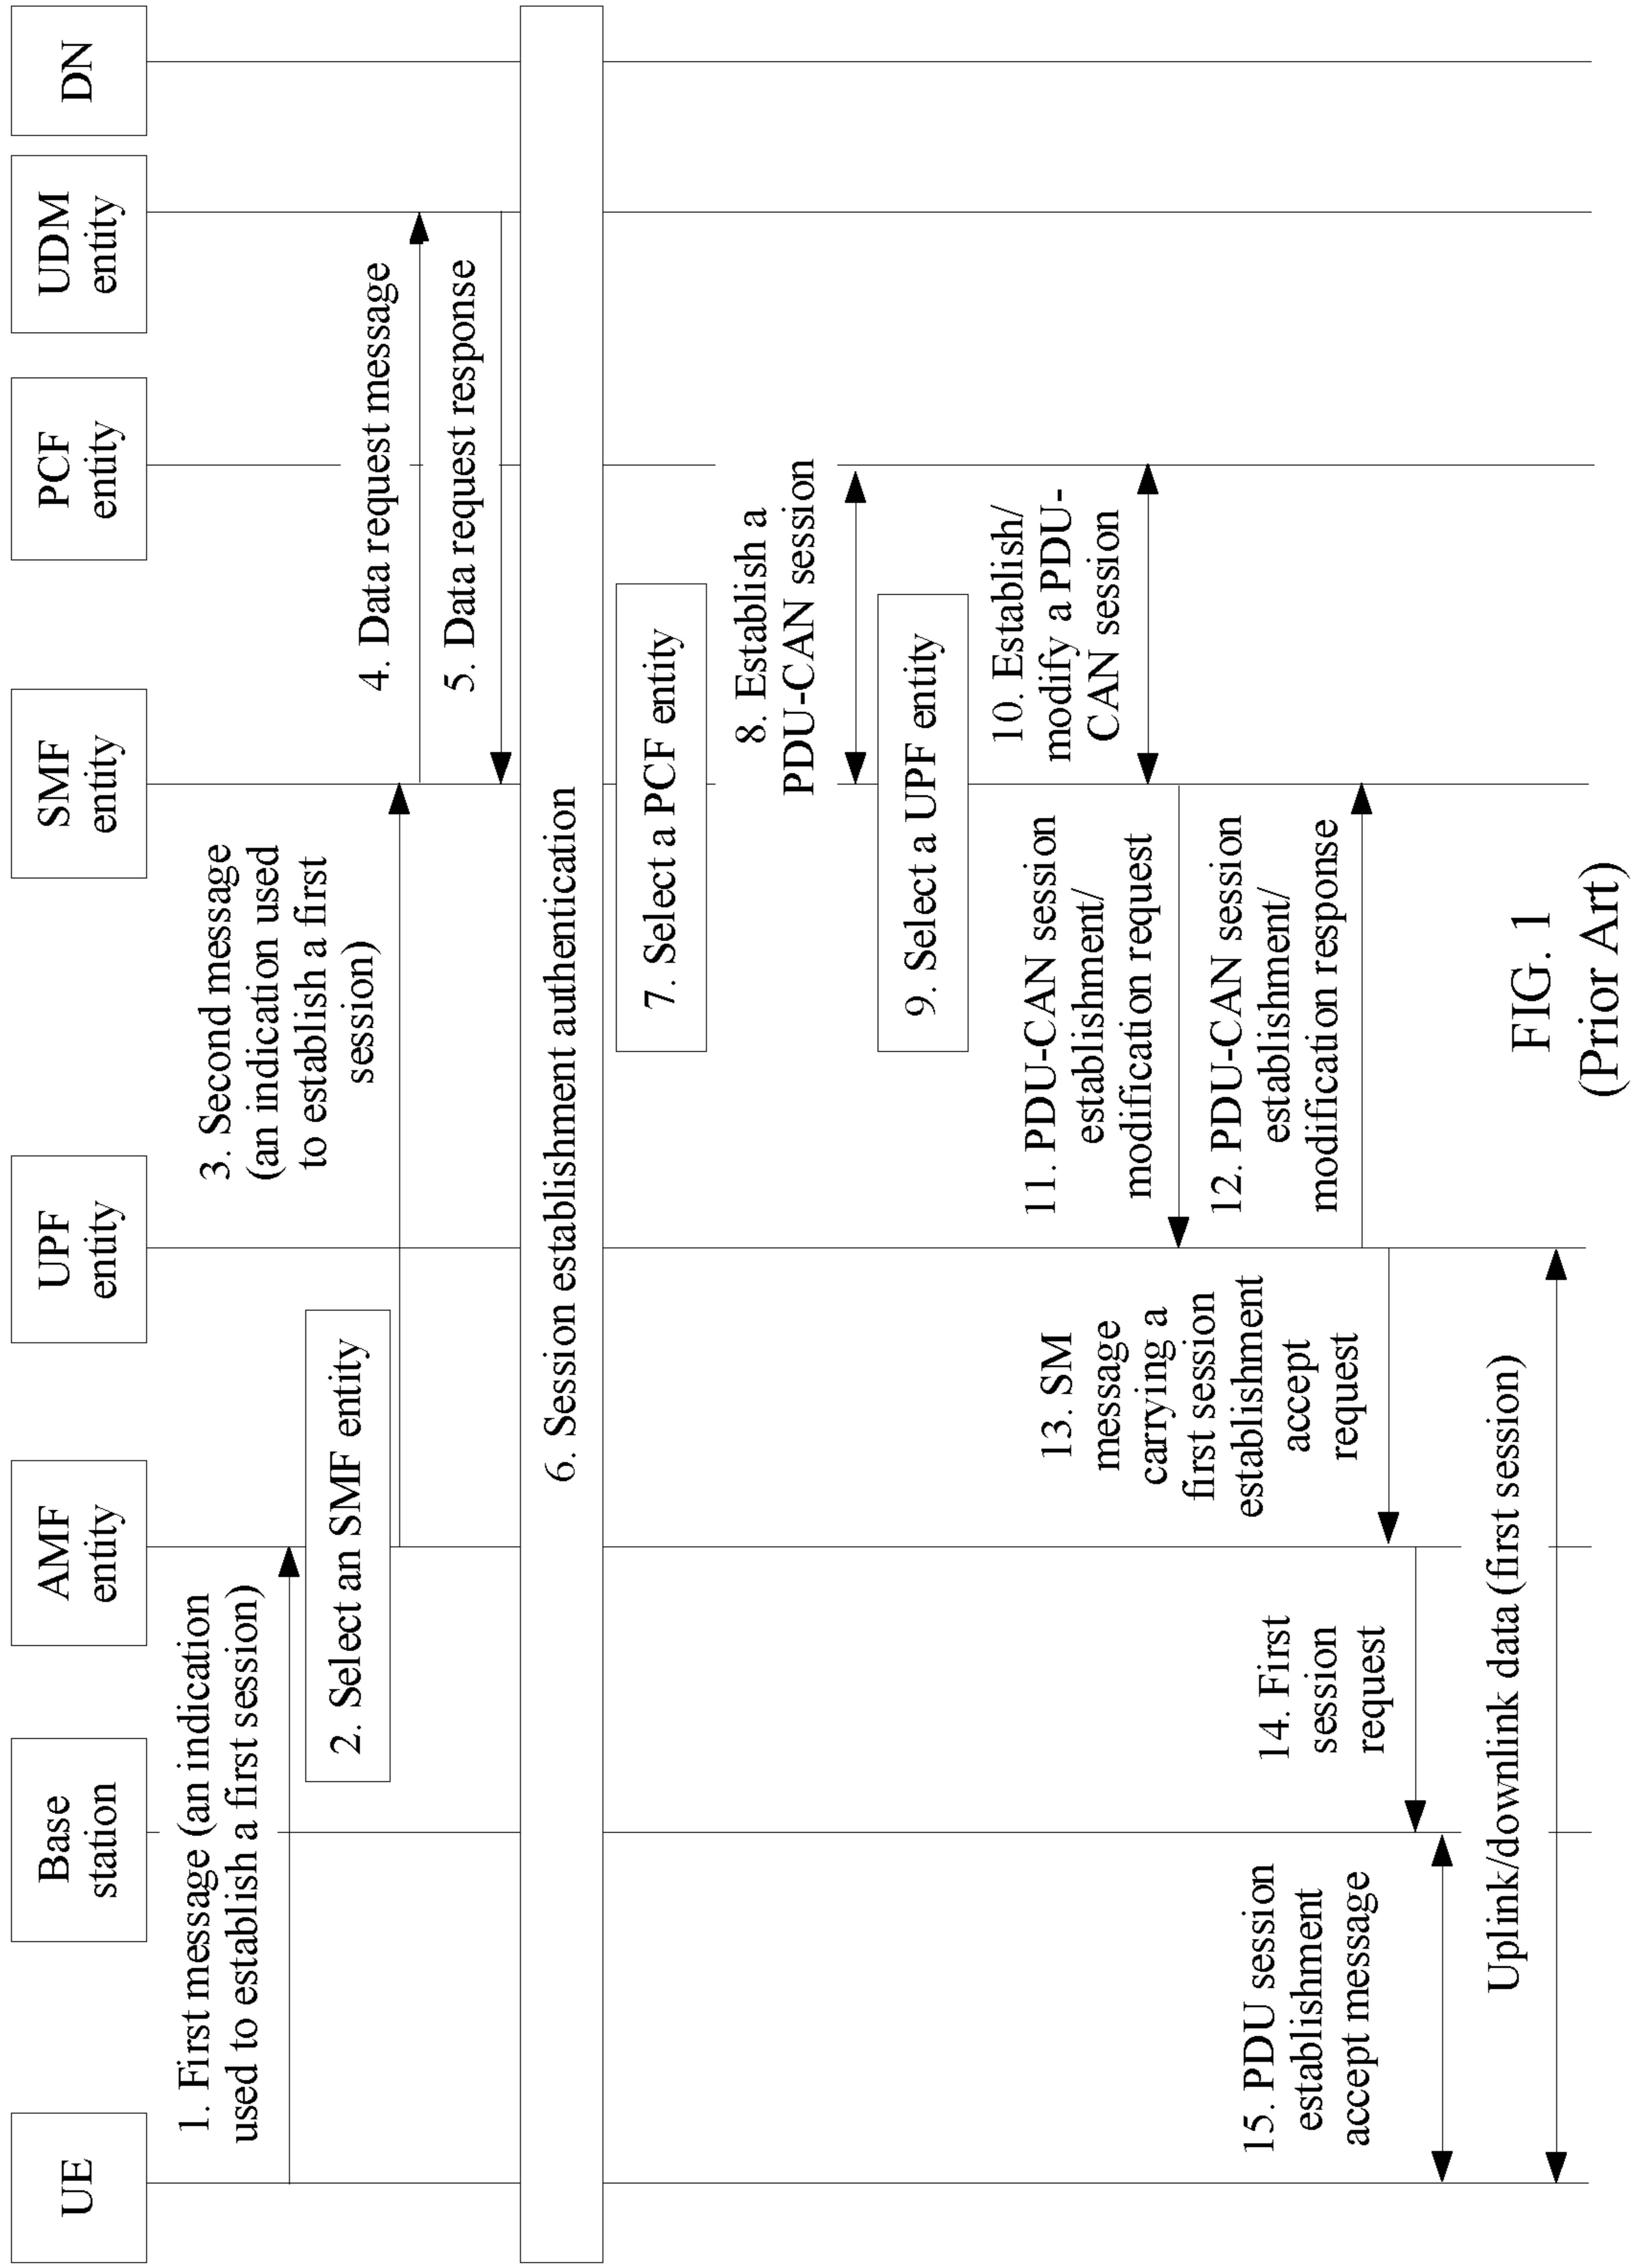 UE
Base
station
AMF
entity
UPF
entity
SMF
entity
PCF
entity
UDM
entity
DN
1. First message (an indication
used to establish a first session)
2. Select an SMF entity
3. Second message
(an indication used
to establish a first
session)
4. Data request message
5. Data request response
6. Session establishment authentication
7. Select a PCF entity
8. Establish a
PDU-CAN session
9. Select a UPF entity
10. Establish/
modify a PDU-
CAN session
11. PDU-CAN session
establishment/
modification request
12. PDU-CAN session
establishment/
modification response
13. SM
message
carrying a
first session
establishment
accept
request
14. First
session
request
15. PDU session
establishment
accept message
Uplink/downlink data (first session)
FIG. 1
(Prior Art)